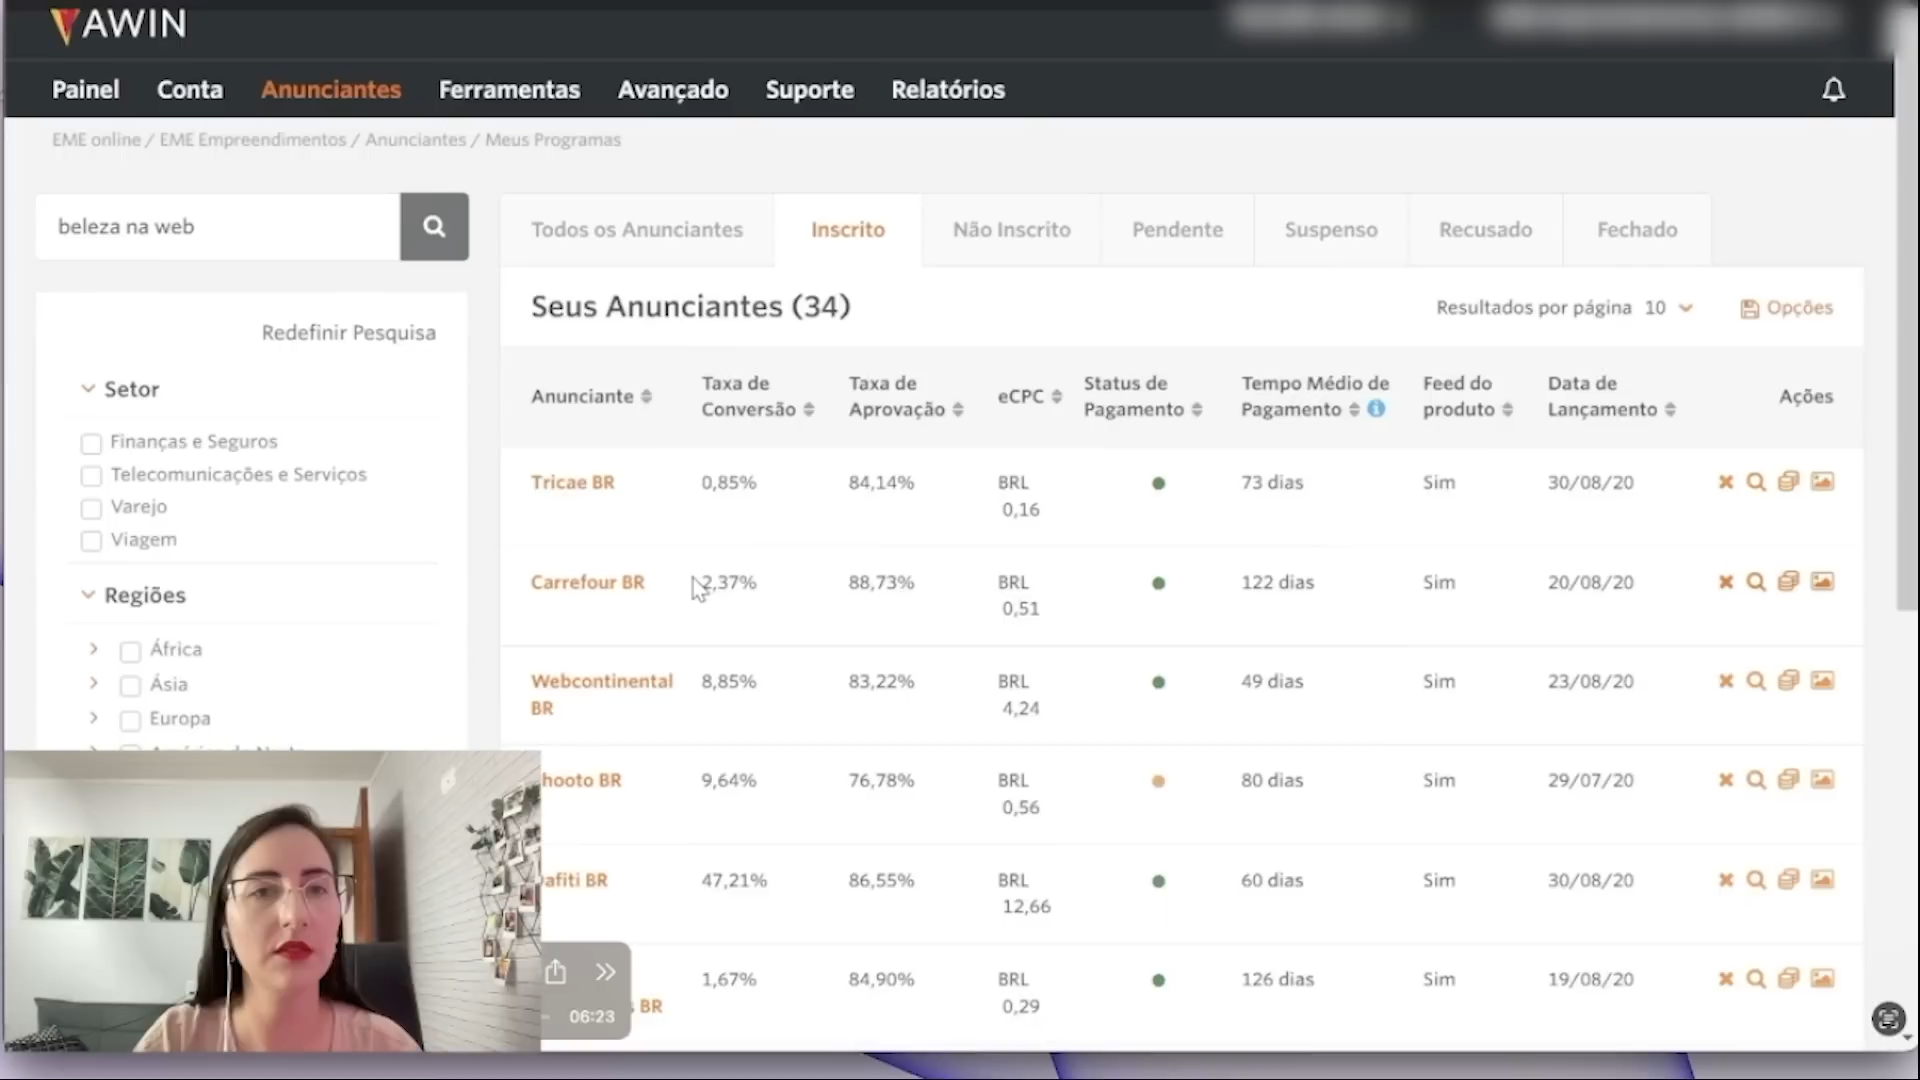 AWIN
Painel Conta Anunciantes Ferramentas Avançado Suporte Relatórios
EME online / EME Empreendimentos / Anunciantes / Meus Programas
beleza na web
Todos os Anunciantes Inscrito Não Inscrito Pendente Suspenso Recusado Fechado
Redefinir Pesquisa
Setor
Finanças e Seguros
Telecomunicações e Serviços
Varejo
Viagem
Regiões
África
Ásia
Europa
Seus Anunciantes (34)
Resultados por página 10
Opções
Anunciante
Taxa de
Conversão
Taxa de
Aprovação
eCPC
Status de
Pagamento
Tempo Médio de
Pagamento
Feed do
produto
Data de
Lançamento
Ações
Tricae BR 0,85% 84,14% BRL 73 dias Sim 30/08/20
0,16
Carrefour BR 2,37% 88,73% BRL 122 dias Sim 20/08/20
0,51
Webcontinental 8,85% 83,22% BRL 49 dias Sim 23/08/20
BR 4,24
hooto BR 9,64% 76,78% BRL 80 dias Sim 29/07/20
0,56
afiti BR 47,21% 86,55% BRL 60 dias Sim 30/08/20
12,66
1,67% 84,90% BRL 126 dias Sim 19/08/20
BR 0,29
06:23